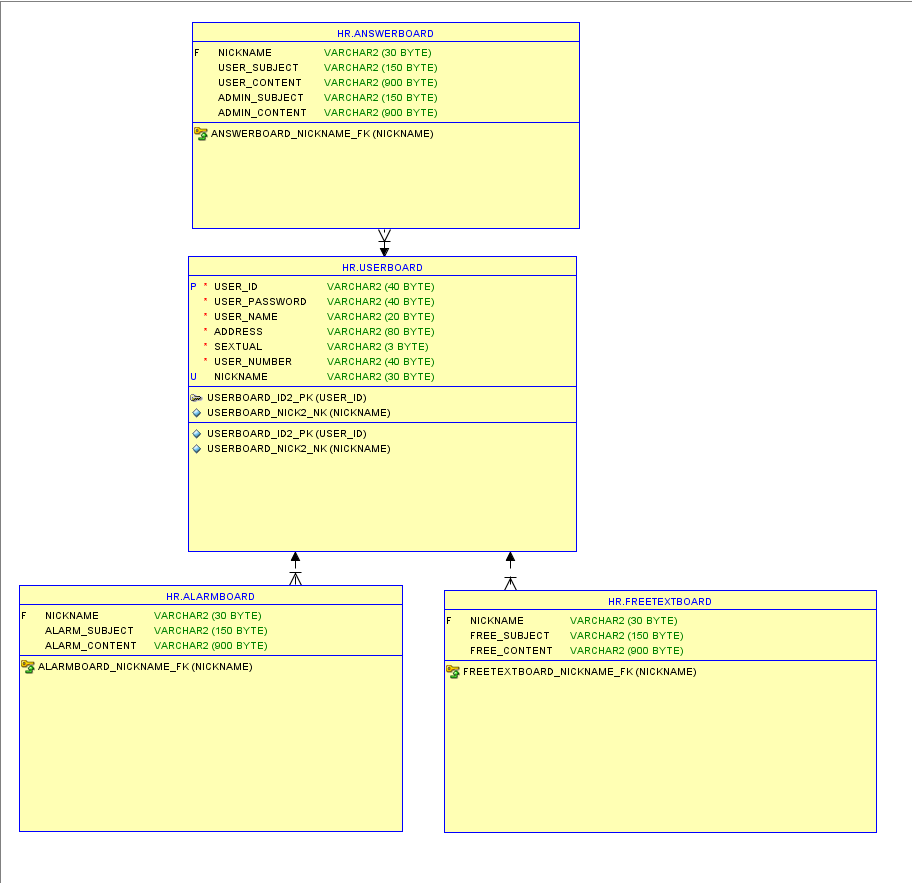 HR.ANSWERBOARD
F NICKNAME VARCHAR2 (30 BYTE)
USER_SUBJECT VARCHAR2 (150 BYTE)
USER_CONTENT VARCHAR2 (900 BYTE)
ADMIN_SUBJECT VARCHAR2 (150 BYTE)
ADMIN_CONTENT VARCHAR2 (900 BYTE)
ANSWERBOARD_NICKNAME_FK (NICKNAME)
HR.USERBOARD
P * USER_ID VARCHAR2 (40 BYTE)
* USER_PASSWORD VARCHAR2 (40 BYTE)
* USER_NAME VARCHAR2 (20 BYTE)
* ADDRESS VARCHAR2 (80 BYTE)
* SEXTUAL VARCHAR2 (3 BYTE)
* USER_NUMBER VARCHAR2 (40 BYTE)
U NICKNAME VARCHAR2 (30 BYTE)
USERBOARD_ID2_PK (USER_ID)
USERBOARD_NICK2_NK (NICKNAME)
USERBOARD_ID2_PK (USER_ID)
USERBOARD_NICK2_NK (NICKNAME)
HR.ALARMBOARD
F NICKNAME VARCHAR2 (30 BYTE)
ALARM_SUBJECT VARCHAR2 (150 BYTE)
ALARM_CONTENT VARCHAR2 (900 BYTE)
ALARMBOARD_NICKNAME_FK (NICKNAME)
HR.FREETEXTBOARD
F NICKNAME VARCHAR2 (30 BYTE)
FREE_SUBJECT VARCHAR2 (150 BYTE)
FREE_CONTENT VARCHAR2 (900 BYTE)
FREETEXTBOARD_NICKNAME_FK (NICKNAME)